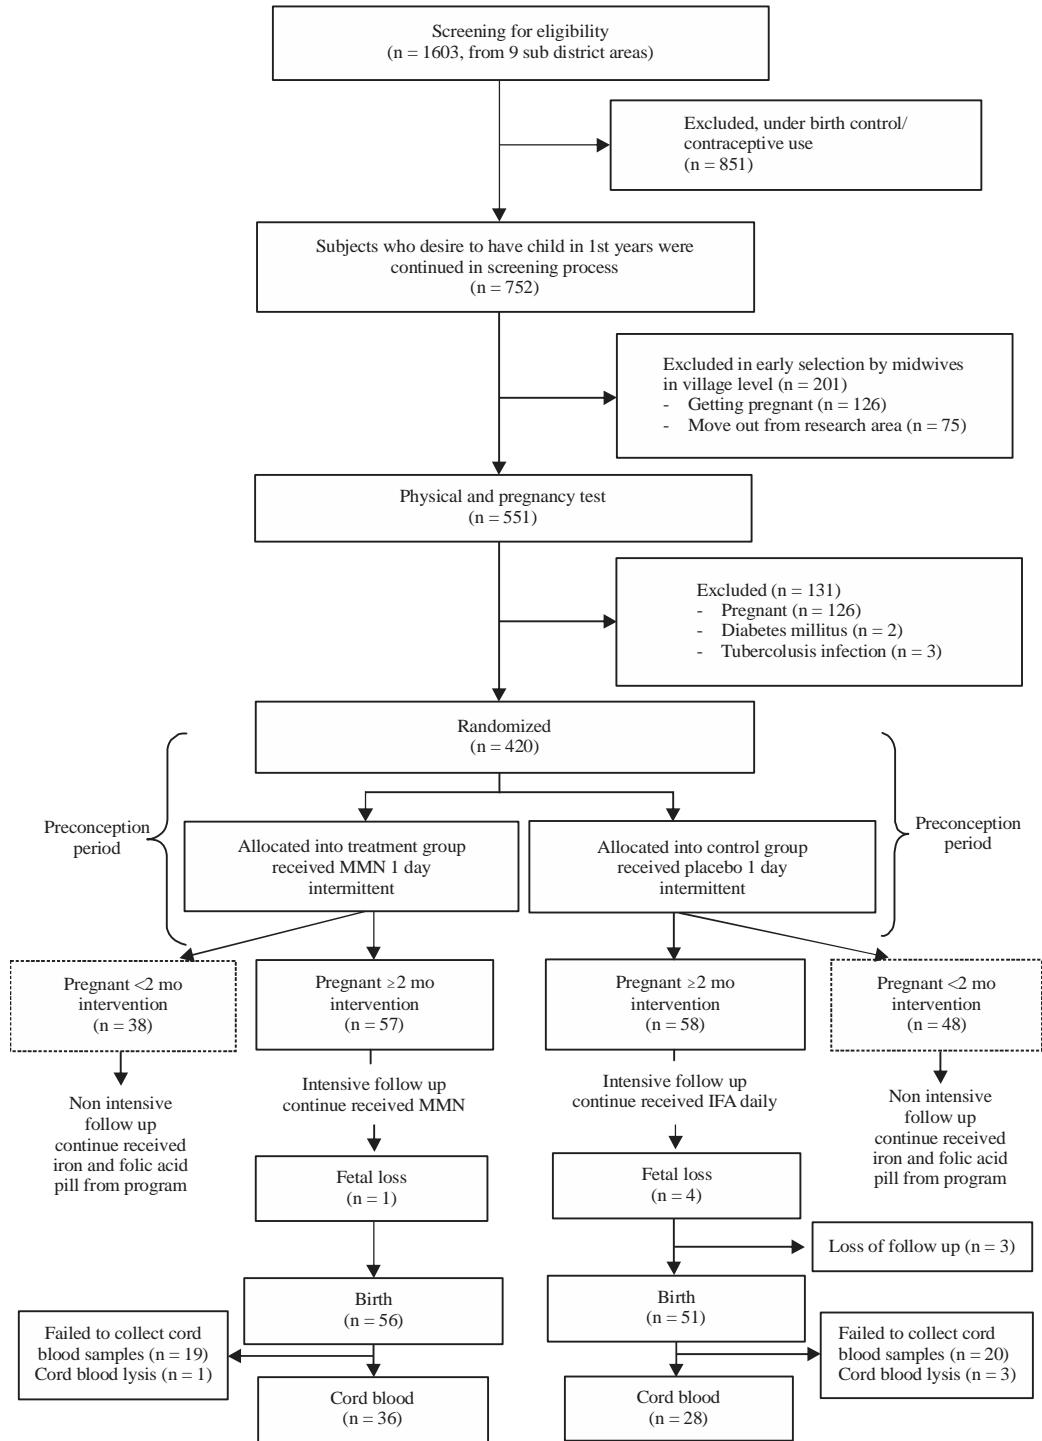 Screening for eligibility
(n = 1603, from 9 sub district areas)
Excluded, under birth control/
contraceptive use
(n = 851)
Subjects who desire to have child in 1st years were
continued in screening process
(n = 752)
Excluded in early selection by midwives
in village level (n = 201)
- Getting pregnant (n = 126)
- Move out from research area (n = 75)
Physical and pregnancy test
(n = 551)
Excluded (n = 131)
- Pregnant (n = 126)
- Diabetes millitus (n = 2)
- Tubercolusis infection (n = 3)
Randomized
(n = 420)
Preconception
period
Allocated into treatment group
received MMN 1 day
intermittent
Allocated into control group
received placebo 1 day
intermittent
Preconception
period
Pregnant <2 mo
intervention
(n = 38)
Pregnant ≥2 mo
intervention
(n = 57)
Pregnant ≥2 mo
intervention
(n = 58)
Pregnant <2 mo
intervention
(n = 48)
Non intensive
follow up
continue received
iron and folic acid
pill from program
Intensive follow up
continue received MMN
Intensive follow up
continue received IFA daily
Non intensive
follow up
continue received
iron and folic acid
pill from program
Fetal loss
(n = 1)
Fetal loss
(n = 4)
Loss of follow up (n = 3)
Birth
(n = 56)
Birth
(n = 51)
Failed to collect cord
blood samples (n = 19)
Cord blood lysis (n = 1)
Failed to collect cord
blood samples (n = 20)
Cord blood lysis (n = 3)
Cord blood
(n = 36)
Cord blood
(n = 28)